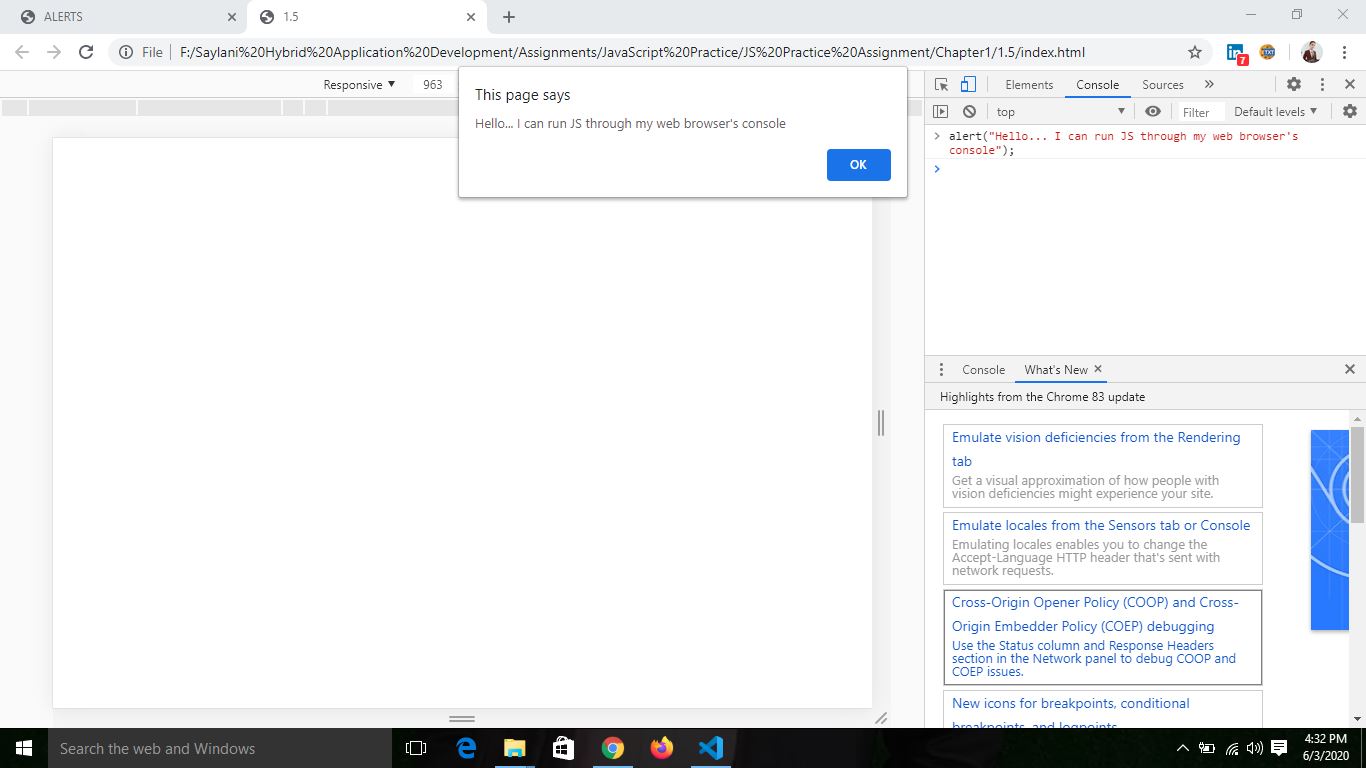 ALERTS
1.5
File
F:/Saylani%20Hybrid%20Application%20Development/Assignments/JavaScript%20Practice/JS%20Practice%20Assignment/Chapter1/1.5/index.html
7
Responsive ▼
963
This page says
Hello... I can run JS through my web browser's console
OK
Elements
Console
Sources
»
top
Filter
Default levels ▼
> alert("Hello... I can run JS through my web browser's
console");
>
Console
What's New
Highlights from the Chrome 83 update
Emulate vision deficiencies from the Rendering
tab
Get a visual approximation of how people with
vision deficiencies might experience your site.
Emulate locales from the Sensors tab or Console
Emulating locales enables you to change the
Accept-Language HTTP header that's sent with
network requests.
Cross-Origin Opener Policy (COOP) and Cross-
Origin Embedder Policy (COEP) debugging
Use the Status column and Response Headers
section in the Network panel to debug COOP and
COEP issues.
New icons for breakpoints, conditional
breakpoints, and logpoints
Search the web and Windows
4:32 PM
6/3/2020